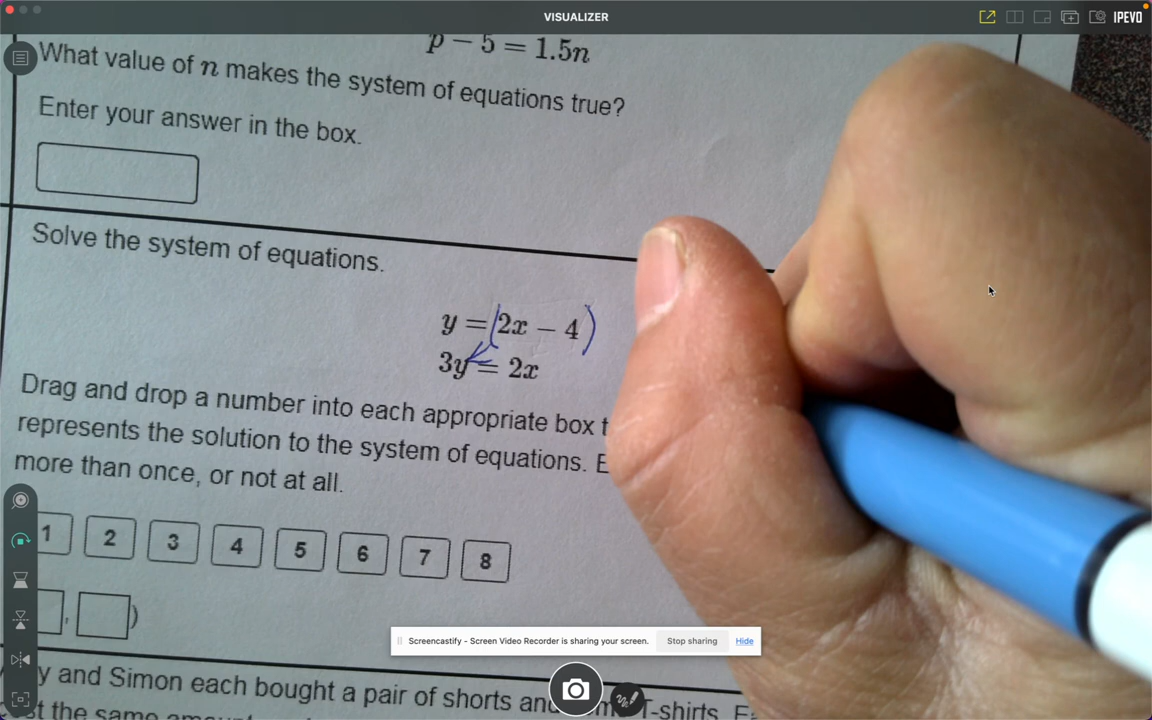 VISUALIZER
IPEVO
p − 5 = 1.5n
What value of n makes the system of equations true?
Enter your answer in the box.
Solve the system of equations.
y = (2x − 4)
3y = 2x
Drag and drop a number into each appropriate box t
represents the solution to the system of equations. E
more than once, or not at all.
1 2 3 4 5 6 7 8
, )
Screencastify - Screen Video Recorder is sharing your screen. Stop sharing Hide
y and Simon each bought a pair of shorts and T-shirts. E
st the same